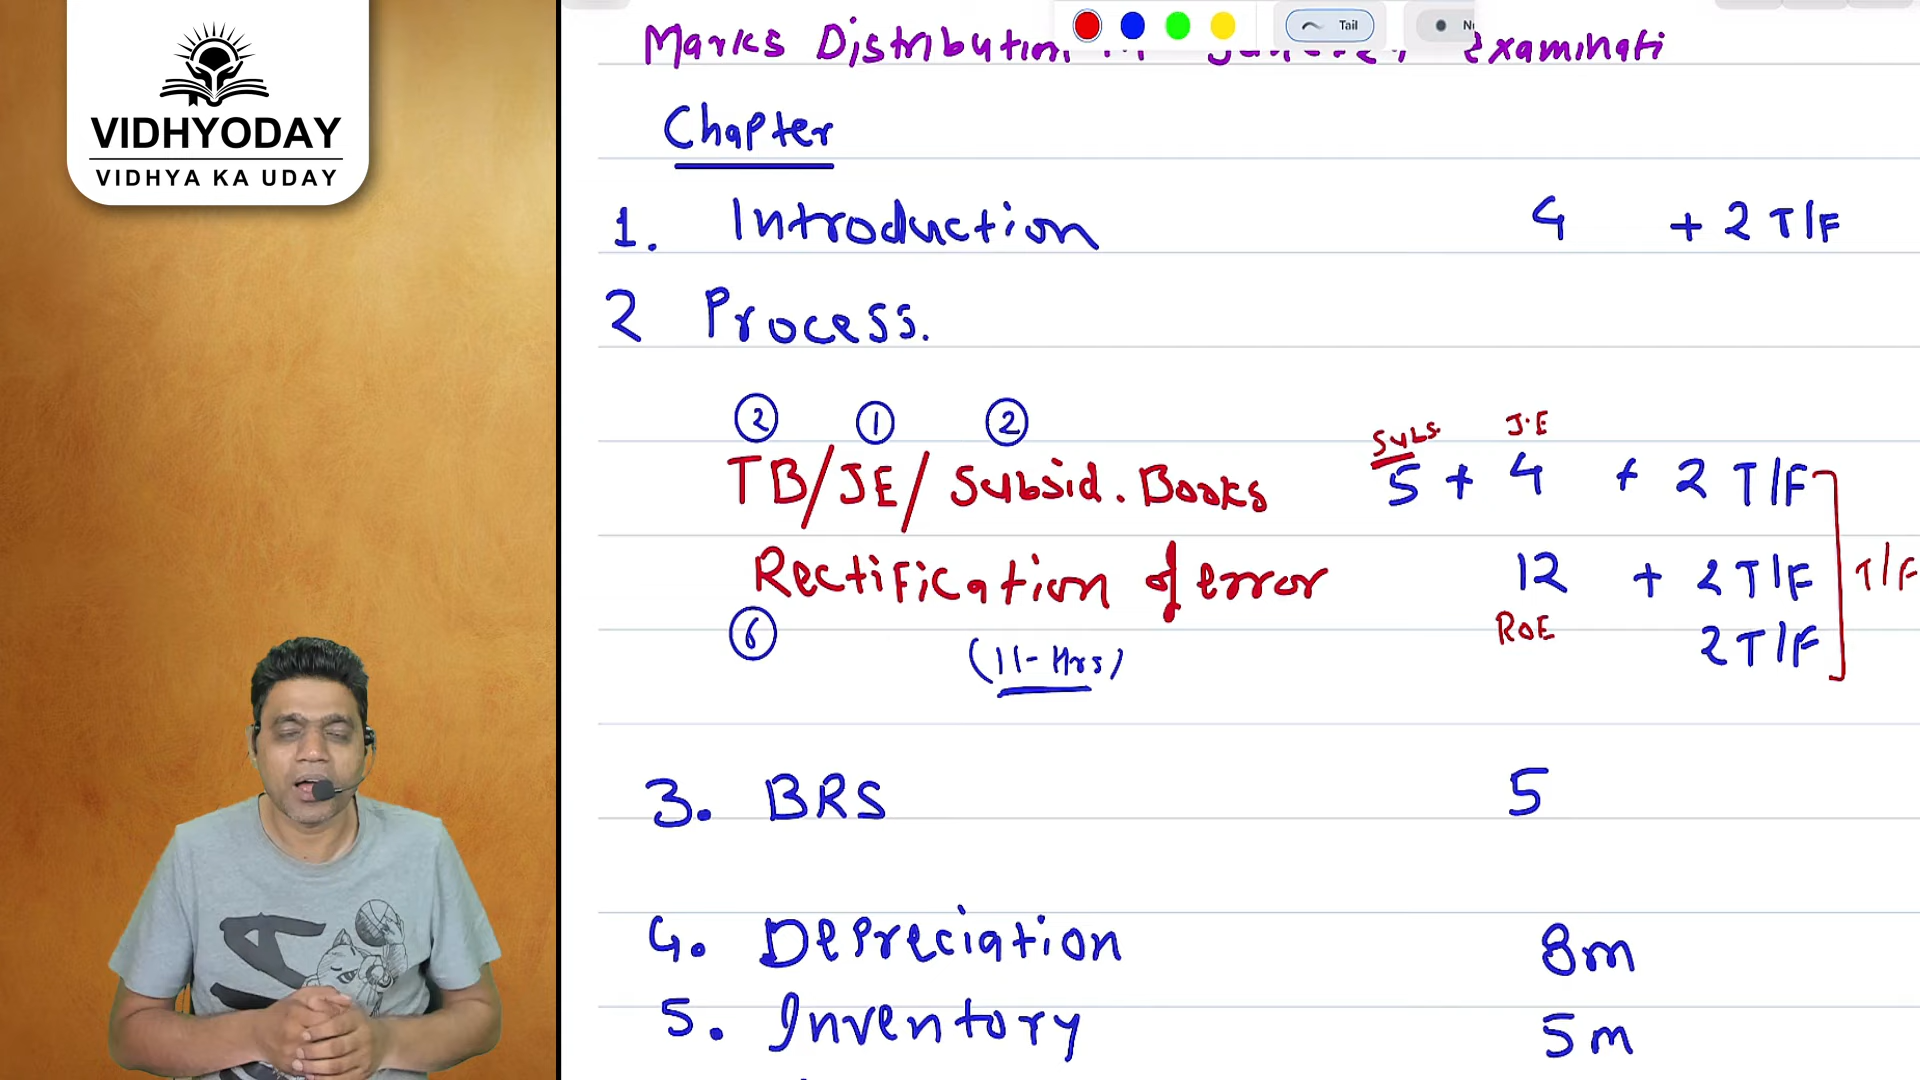 VIDHYODAY
VIDHYA KA UDAY
Tail
Marks Distribution in examinati
Chapter
1. Introduction 4 + 2 T/F
2 Process.
2 1 2
TB/JE/ Subsid. Books Subs. 5 + J.E 4 + 2 T/F
Rectification of error 12 + 2 T/F T/F
6 (11-Hrs) ROE 2 T/F
3. BRS 5
4. Depreciation 8m
5. Inventory 5m